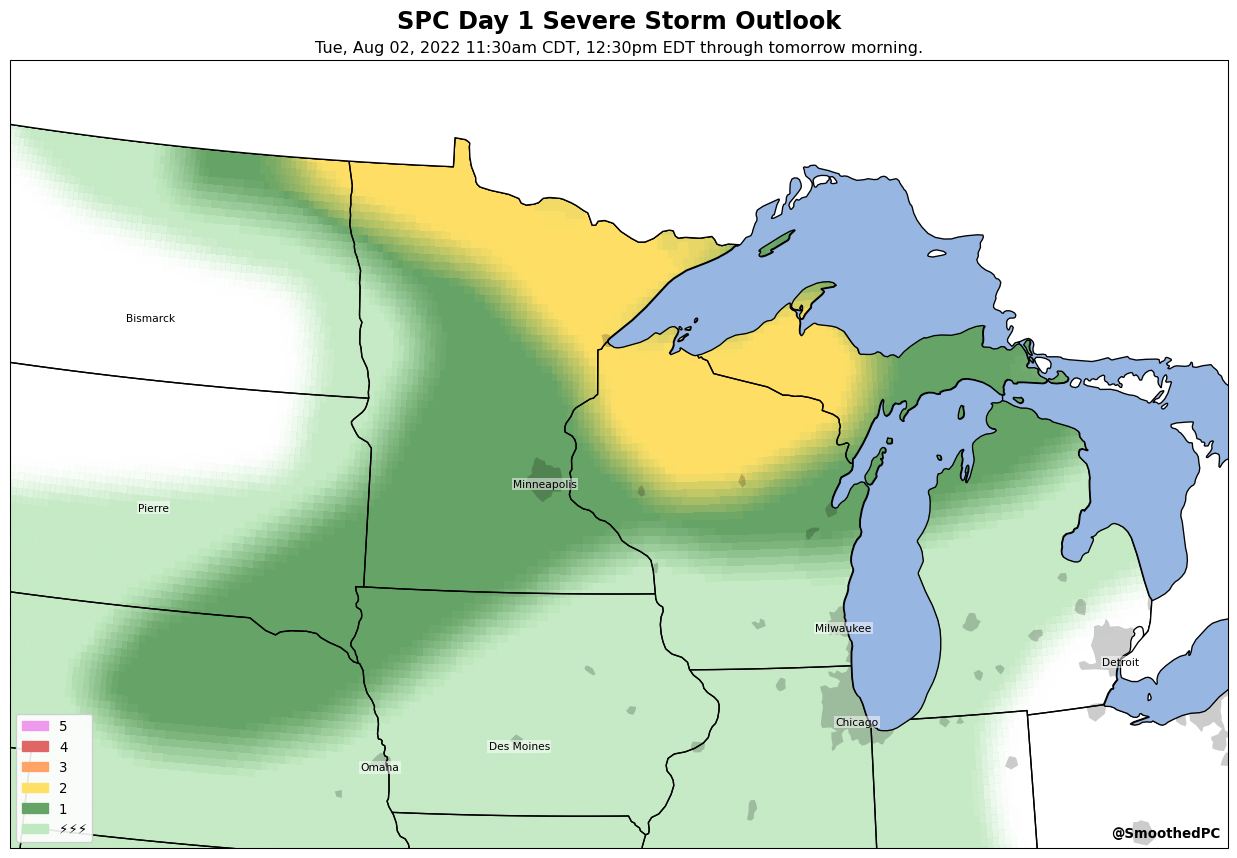 SPC Day 1 Severe Storm Outlook
Tue, Aug 02, 2022 11:30am CDT, 12:30pm EDT through tomorrow morning.
Bismarck
Minneapolis
Pierre
Milwaukee
Detroit
Chicago
Des Moines
Omaha
5
4
3
2
1
⚡⚡⚡
@SmoothedPC